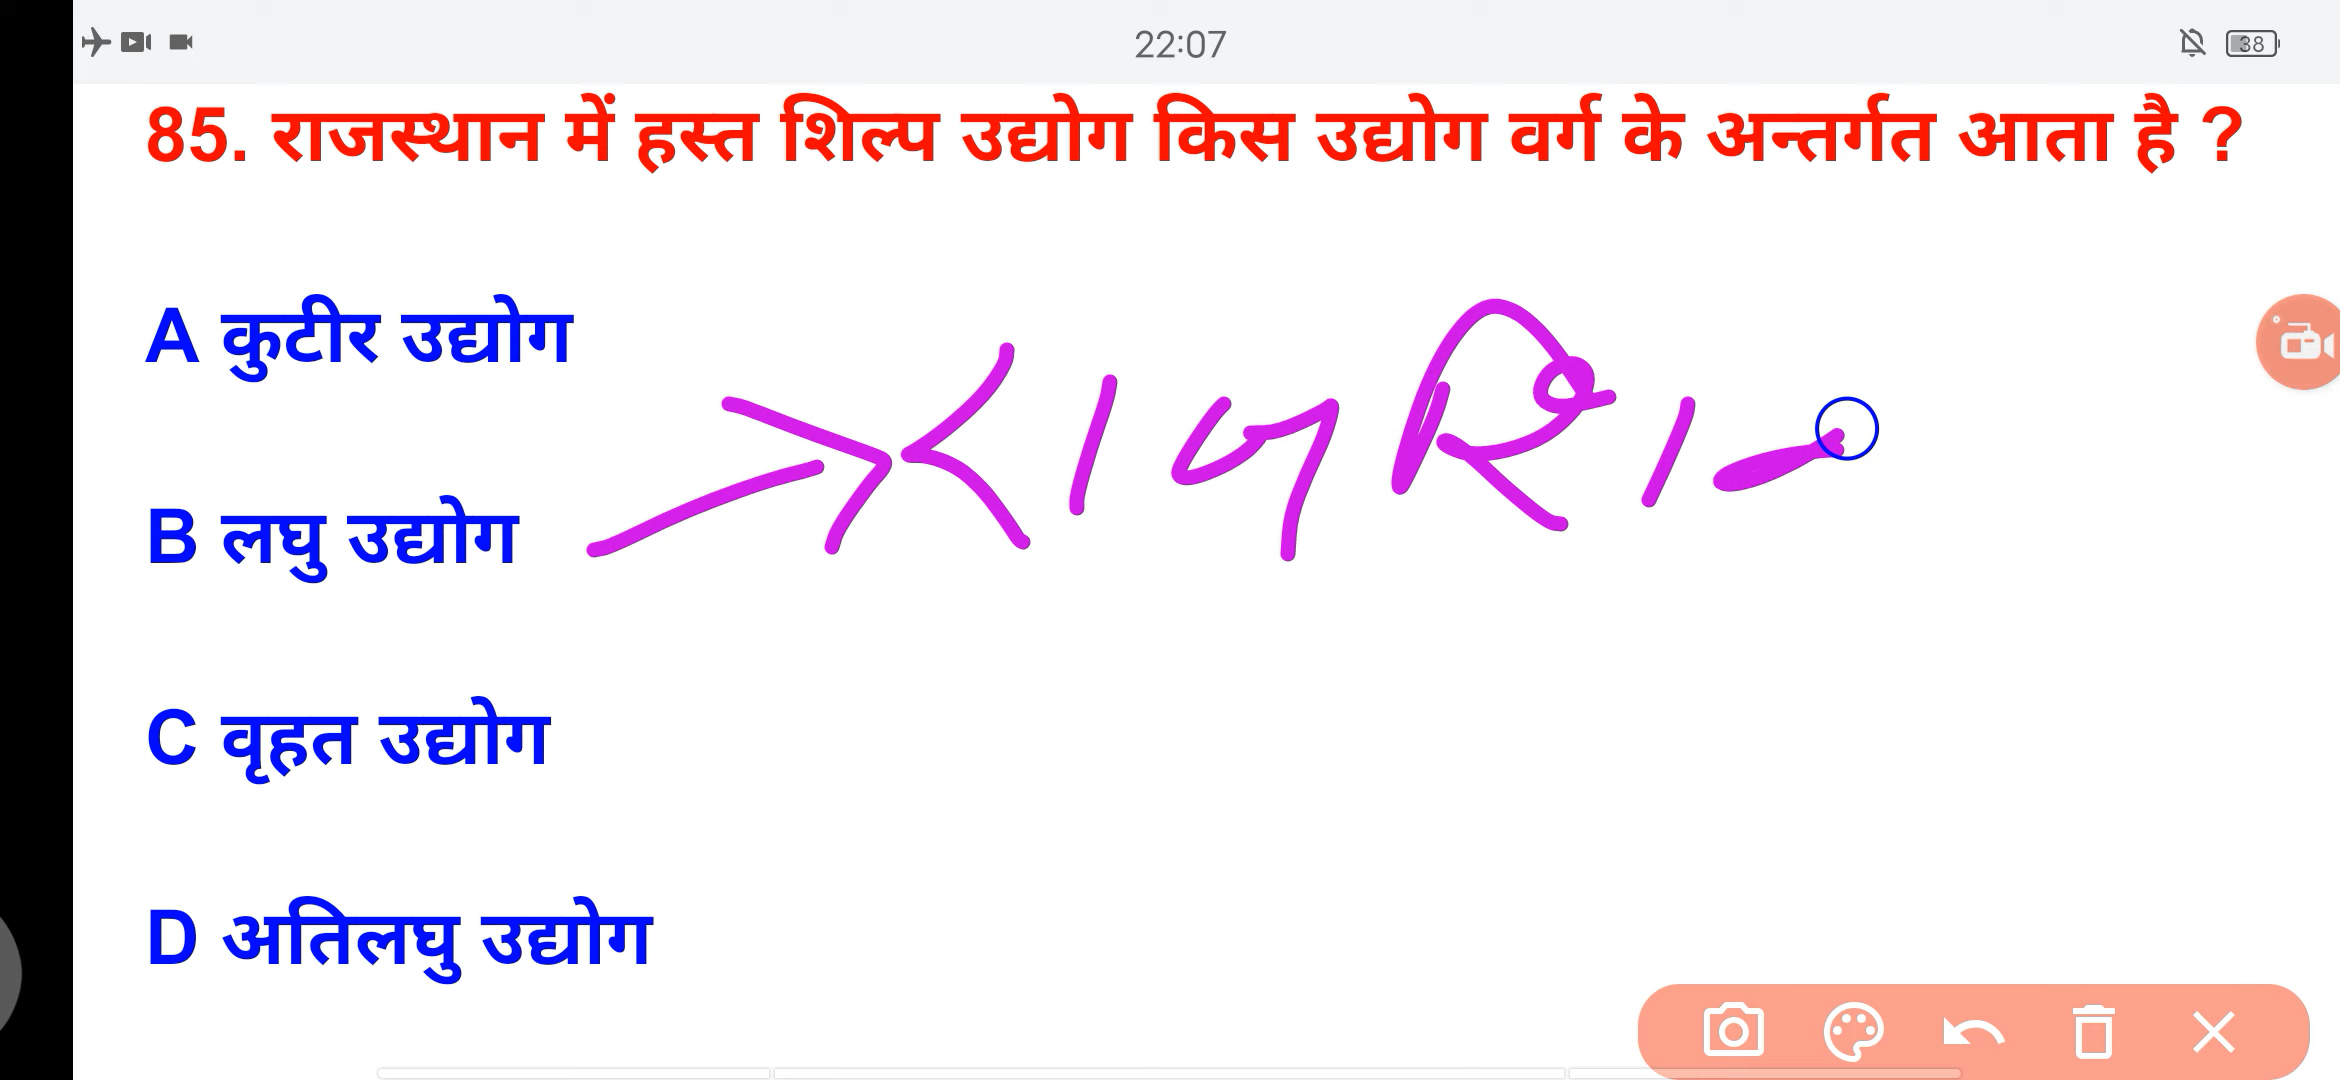 22:07
38
85. राजस्थान में हस्त शिल्प उद्योग किस उद्योग वर्ग के अन्तर्गत आता है ?
A कुटीर उद्योग
B लघु उद्योग
C वृहत उद्योग
D अतिलघु उद्योग